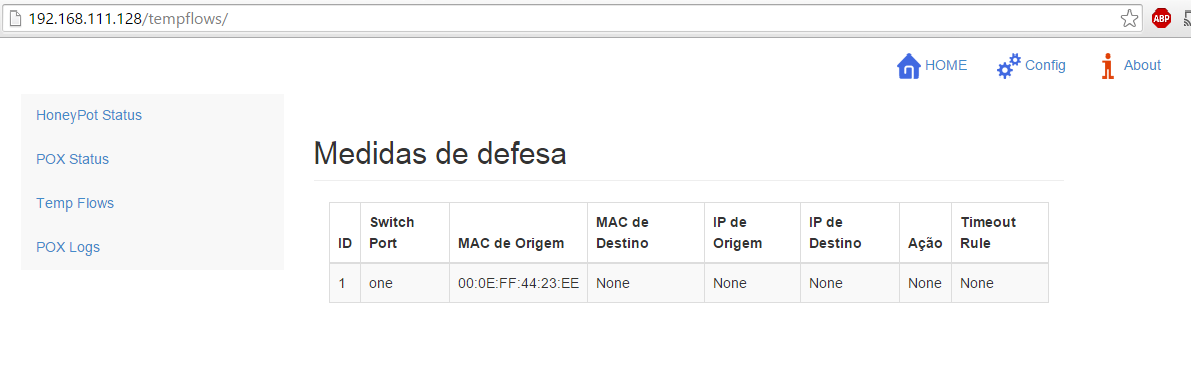 192.168.111.128/tempflows/
ABP
HOME Config About
HoneyPot Status
POX Status
Temp Flows
POX Logs
Medidas de defesa
ID Switch Port MAC de Origem MAC de Destino IP de Origem IP de Destino Ação Timeout Rule
1 one 00:0E:FF:44:23:EE None None None None None